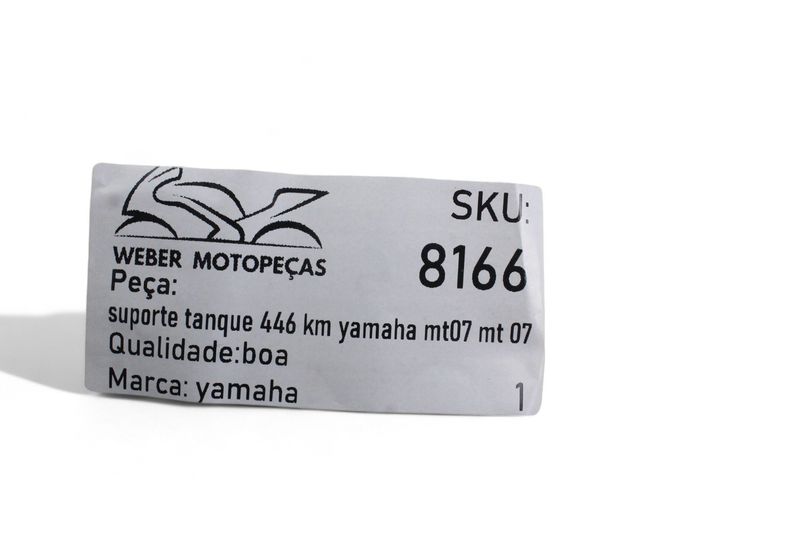 WEBER MOTOPEÇAS
SKU:
8166
Peça:
suporte tanque 446 km yamaha mt07 mt 07
Qualidade:boa
Marca: yamaha
1